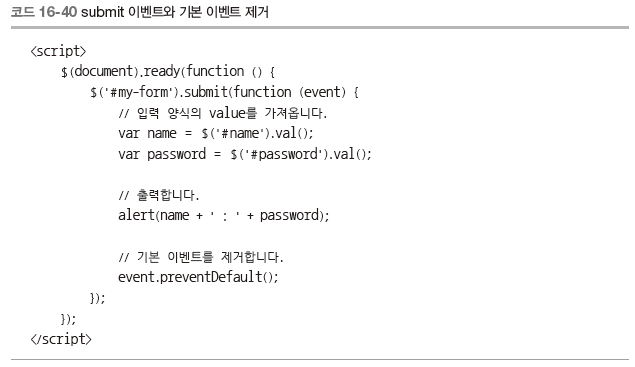 코드 16-40 submit 이벤트와 기본 이벤트 제거
<script>
$(document).ready(function () {
$('#my-form').submit(function (event) {
// 입력 양식의 value를 가져옵니다.
var name = $('#name').val();
var password = $('#password').val();
// 출력합니다.
alert(name + ' : ' + password);
// 기본 이벤트를 제거합니다.
event.preventDefault();
});
});
</script>